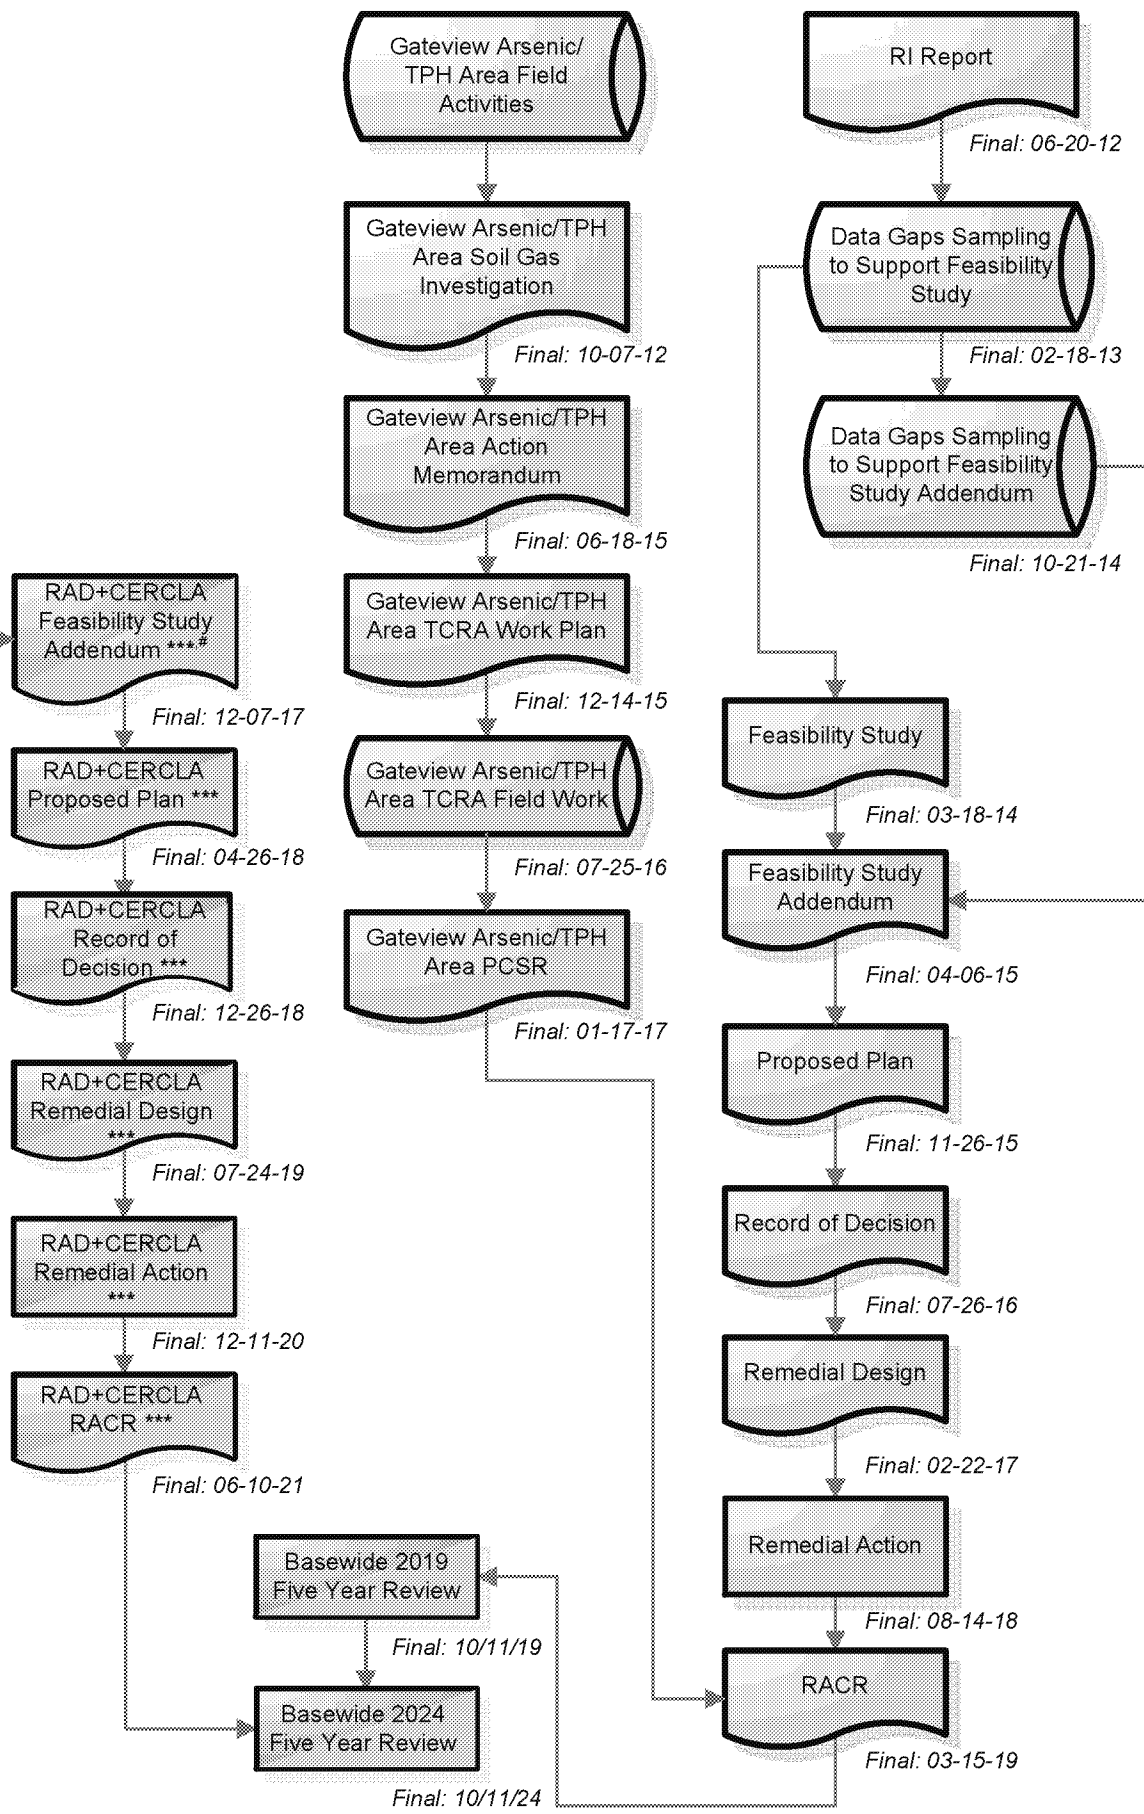 Gateview Arsenic/
TPH Area Field
Activities
Gateview Arsenic/TPH
Area Soil Gas
Investigation
Final: 10-07-12
Gateview Arsenic/TPH
Area Action
Memorandum
Final: 06-18-15
Gateview Arsenic/TPH
Area TCRA Work Plan
Final: 12-14-15
Gateview Arsenic/TPH
Area TCRA Field Work
Final: 07-25-16
Gateview Arsenic/TPH
Area PCSR
Final: 01-17-17
RI Report
Final: 06-20-12
Data Gaps Sampling
to Support Feasibility
Study
Final: 02-18-13
Data Gaps Sampling
to Support Feasibility
Study Addendum
Final: 10-21-14
Feasibility Study
Final: 03-18-14
Feasibility Study
Addendum
Final: 04-06-15
Proposed Plan
Final: 11-26-15
Record of Decision
Final: 07-26-16
Remedial Design
Final: 02-22-17
Remedial Action
Final: 08-14-18
RACR
Final: 03-15-19
RAD+CERCLA
Feasibility Study
Addendum ***,#
Final: 12-07-17
RAD+CERCLA
Proposed Plan ***
Final: 04-26-18
RAD+CERCLA
Record of
Decision ***
Final: 12-26-18
RAD+CERCLA
Remedial Design
***
Final: 07-24-19
RAD+CERCLA
Remedial Action
***
Final: 12-11-20
RAD+CERCLA
RACR ***
Final: 06-10-21
Basewide 2019
Five Year Review
Final: 10/11/19
Basewide 2024
Five Year Review
Final: 10/11/24